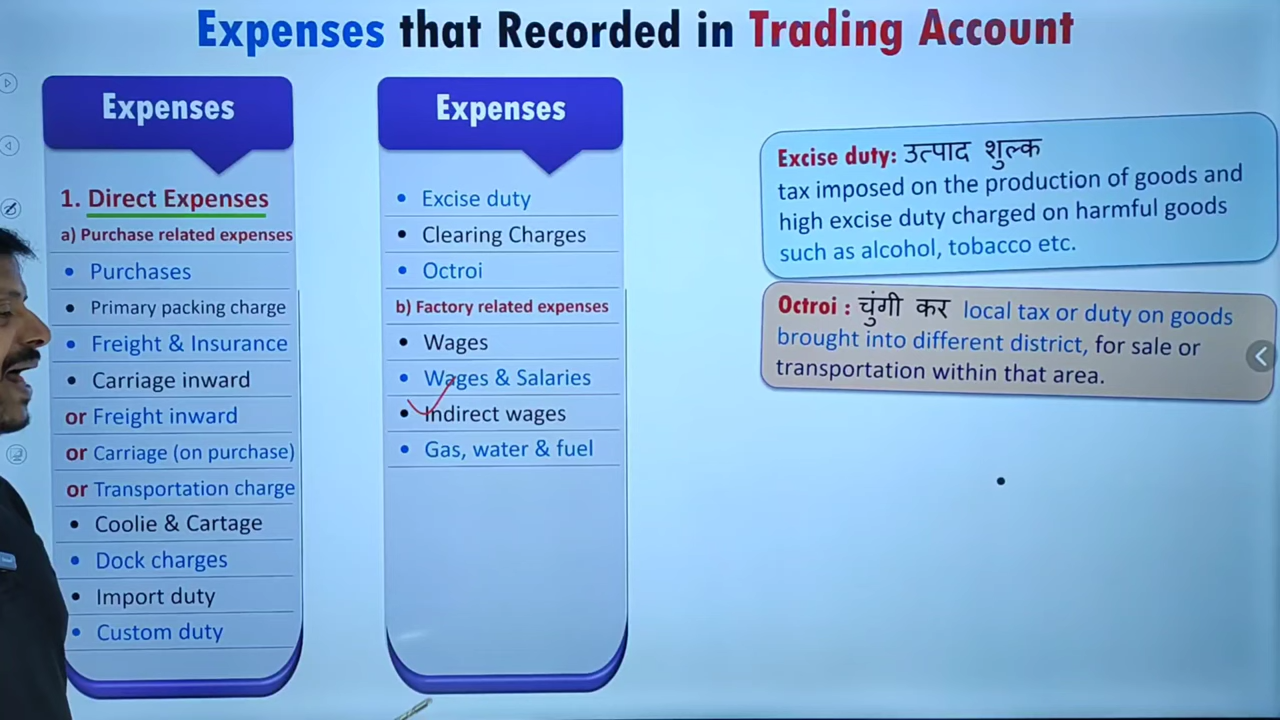 Expenses that Recorded in Trading Account
Expenses
1. Direct Expenses
a) Purchase related expenses
• Purchases
• Primary packing charge
• Freight & Insurance
• Carriage inward
or Freight inward
or Carriage (on purchase)
or Transportation charge
• Coolie & Cartage
• Dock charges
• Import duty
• Custom duty
Expenses
• Excise duty
• Clearing Charges
• Octroi
b) Factory related expenses
• Wages
• Wages & Salaries
• Indirect wages
• Gas, water & fuel
Excise duty: उत्पाद शुल्क
tax imposed on the production of goods and
high excise duty charged on harmful goods
such as alcohol, tobacco etc.
Octroi : चुंगी कर local tax or duty on goods
brought into different district, for sale or
transportation within that area.